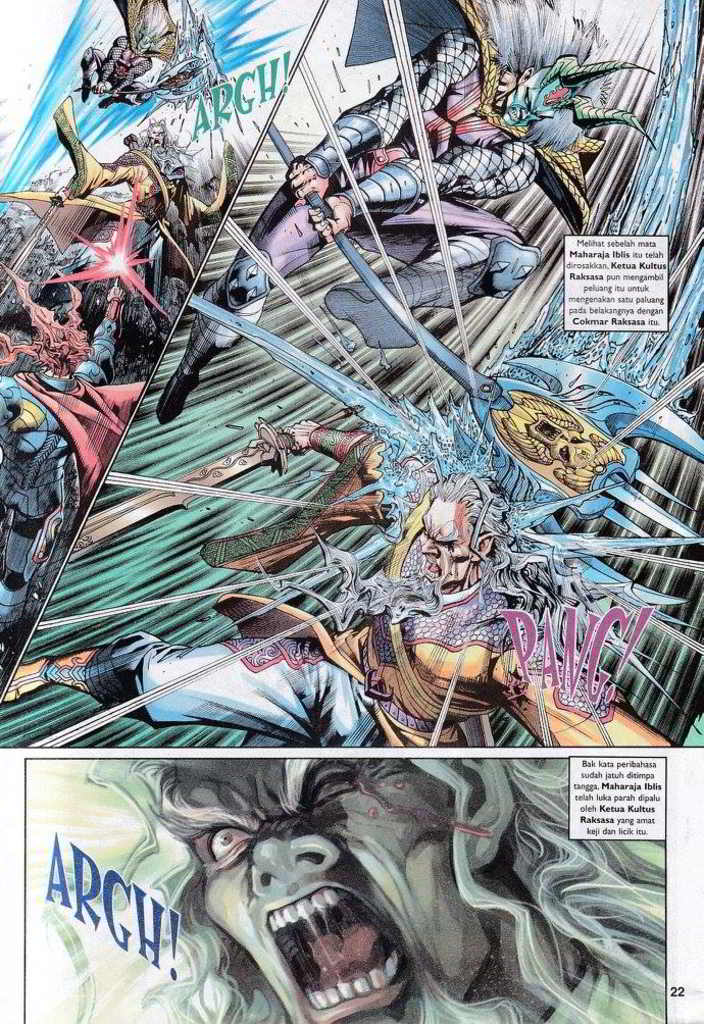 ARGH!
Melihat sebelah mata
Maharaja Iblis itu telah
dirosakkan, Ketua Kultus
Raksasa pun mengambil
peluang itu untuk
mengenakan satu paluang
pada belakangnya dengan
Cokmar Raksasa itu.
PANG!
Bak kata peribahasa
sudah jatuh ditimpa
tangga, Maharaja Iblis
telah luka parah dipalu
oleh Ketua Kultus
Raksasa yang amat
keji dan licik itu.
ARGH!
22